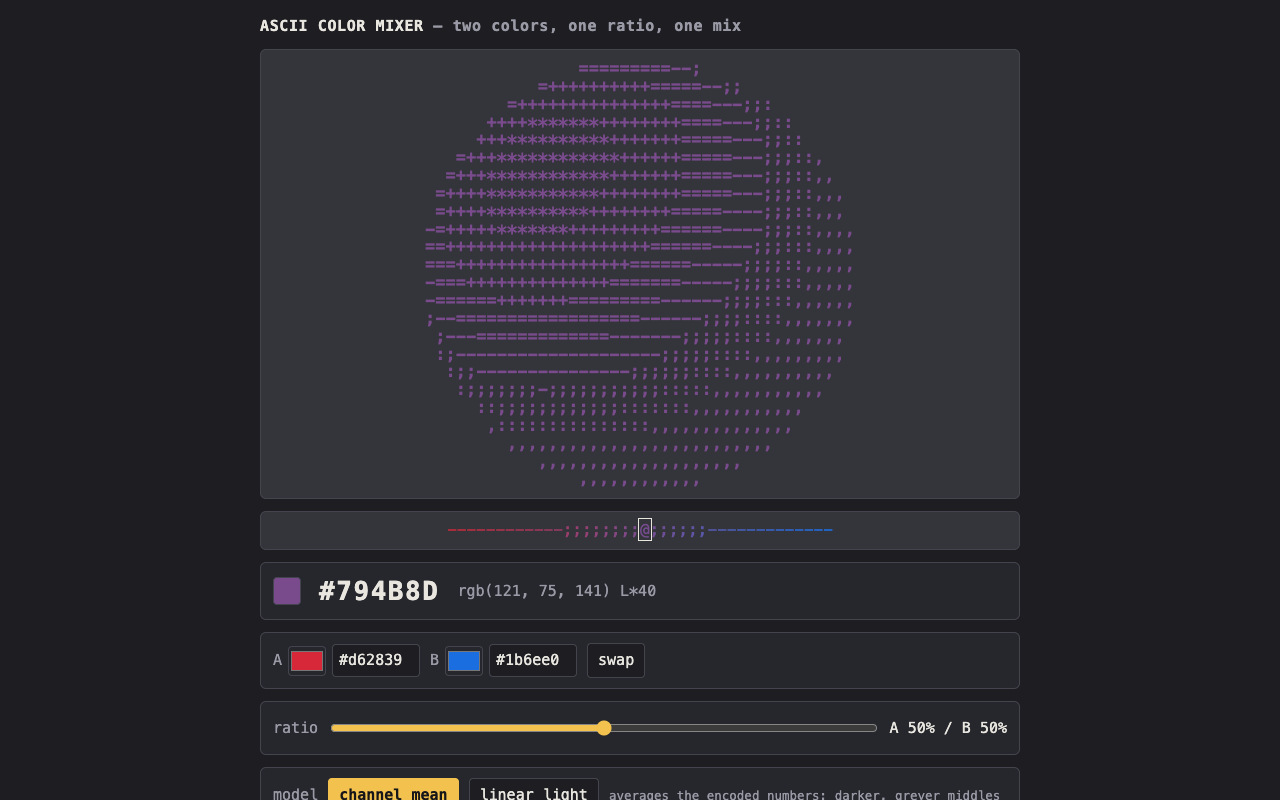 ASCII COLOR MIXER — two colors, one ratio, one mix
@
#794B8D rgb(121, 75, 141) L*40
A #d62839 B #1b6ee0 swap
ratio A 50% / B 50%
model channel mean linear light averages the encoded numbers: darker, greyer middles